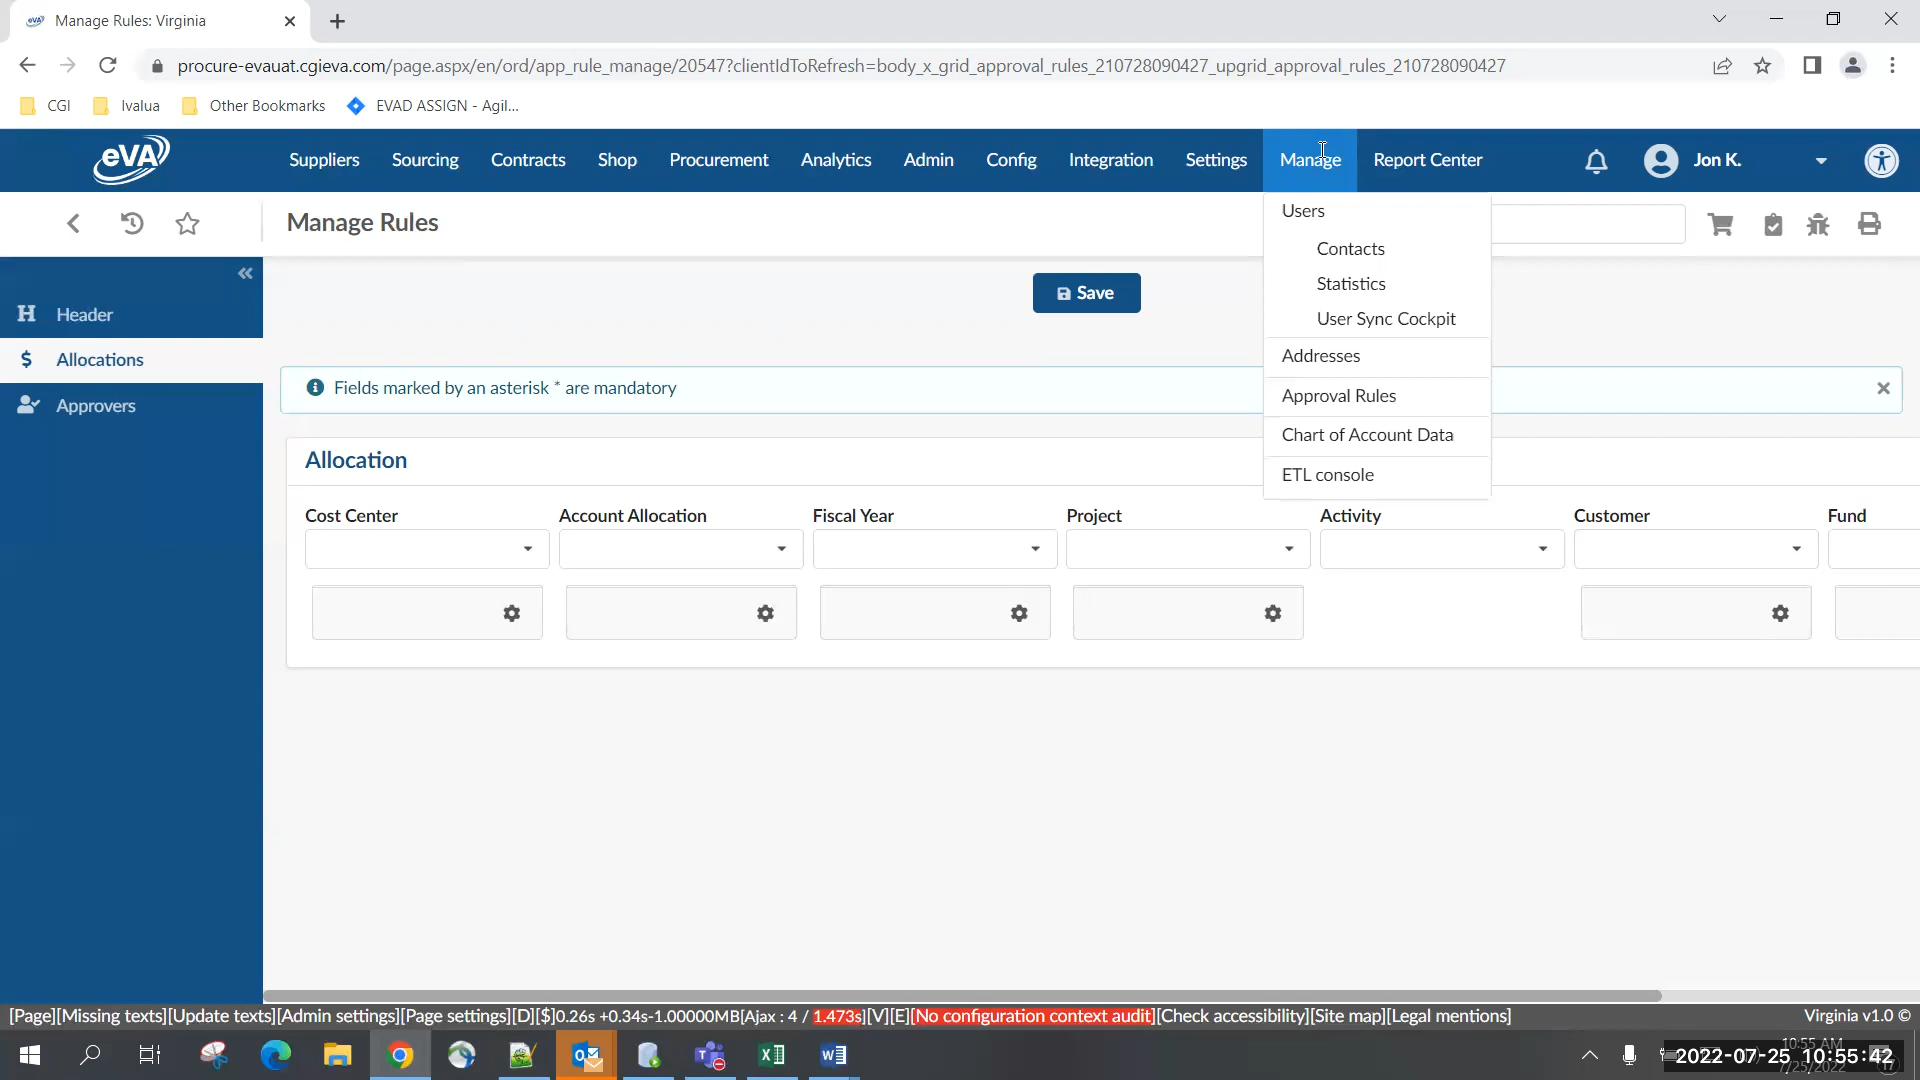 Manage Rules: Virginia
procure-evauat.cgieva.com/page.aspx/en/ord/app_rule_manage/20547?clientIdToRefresh=body_x_grid_approval_rules_210728090427_upgrid_approval_rules_210728090427
CGI Ivalua Other Bookmarks EVAD ASSIGN - Agil...
eVA Suppliers Sourcing Contracts Shop Procurement Analytics Admin Config Integration Settings Manage Report Center Jon K.
Manage Rules
Users
Contacts
Statistics
User Sync Cockpit
Addresses
Approval Rules
Chart of Account Data
ETL console
Header
Allocations
Approvers
Save
Fields marked by an asterisk * are mandatory
Allocation
Cost Center Account Allocation Fiscal Year Project Activity Customer Fund
[Page][Missing texts][Update texts][Admin settings][Page settings][D][$]0.26s +0.34s-1.00000MB[Ajax : 4 / 1.473s][V][E][No configuration context audit][Check accessibility][Site map][Legal mentions] Virginia v1.0 ©
10:55 AM
2022-07-25 10:55:42
7/25/2022